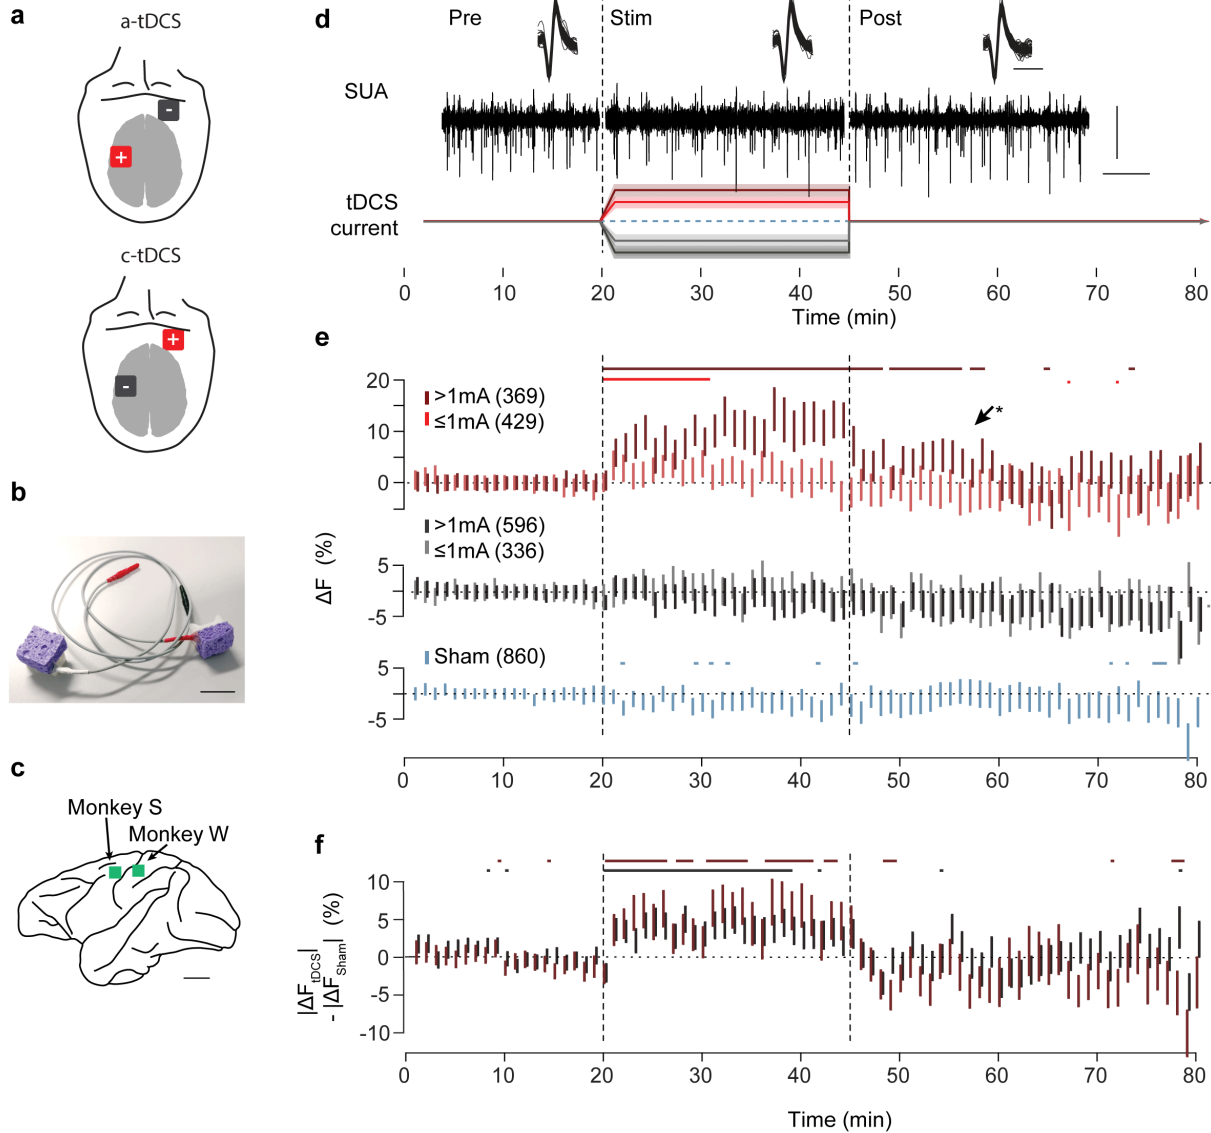 a
a-tDCS
-
+
c-tDCS
+
-
b
c
Monkey S
Monkey W
d
Pre
Stim
Post
SUA
tDCS
current
0 10 20 30 40 50 60 70 80
Time (min)
e
20
10
0
>1mA (369)
≤1mA (429)
*
>1mA (596)
≤1mA (336)
5
-5
ΔF (%)
Sham (860)
5
-5
0 10 20 30 40 50 60 70 80
f
10
5
0
-5
-10
|ΔFtDCS|
- |ΔFSham| (%)
0 10 20 30 40 50 60 70 80
Time (min)